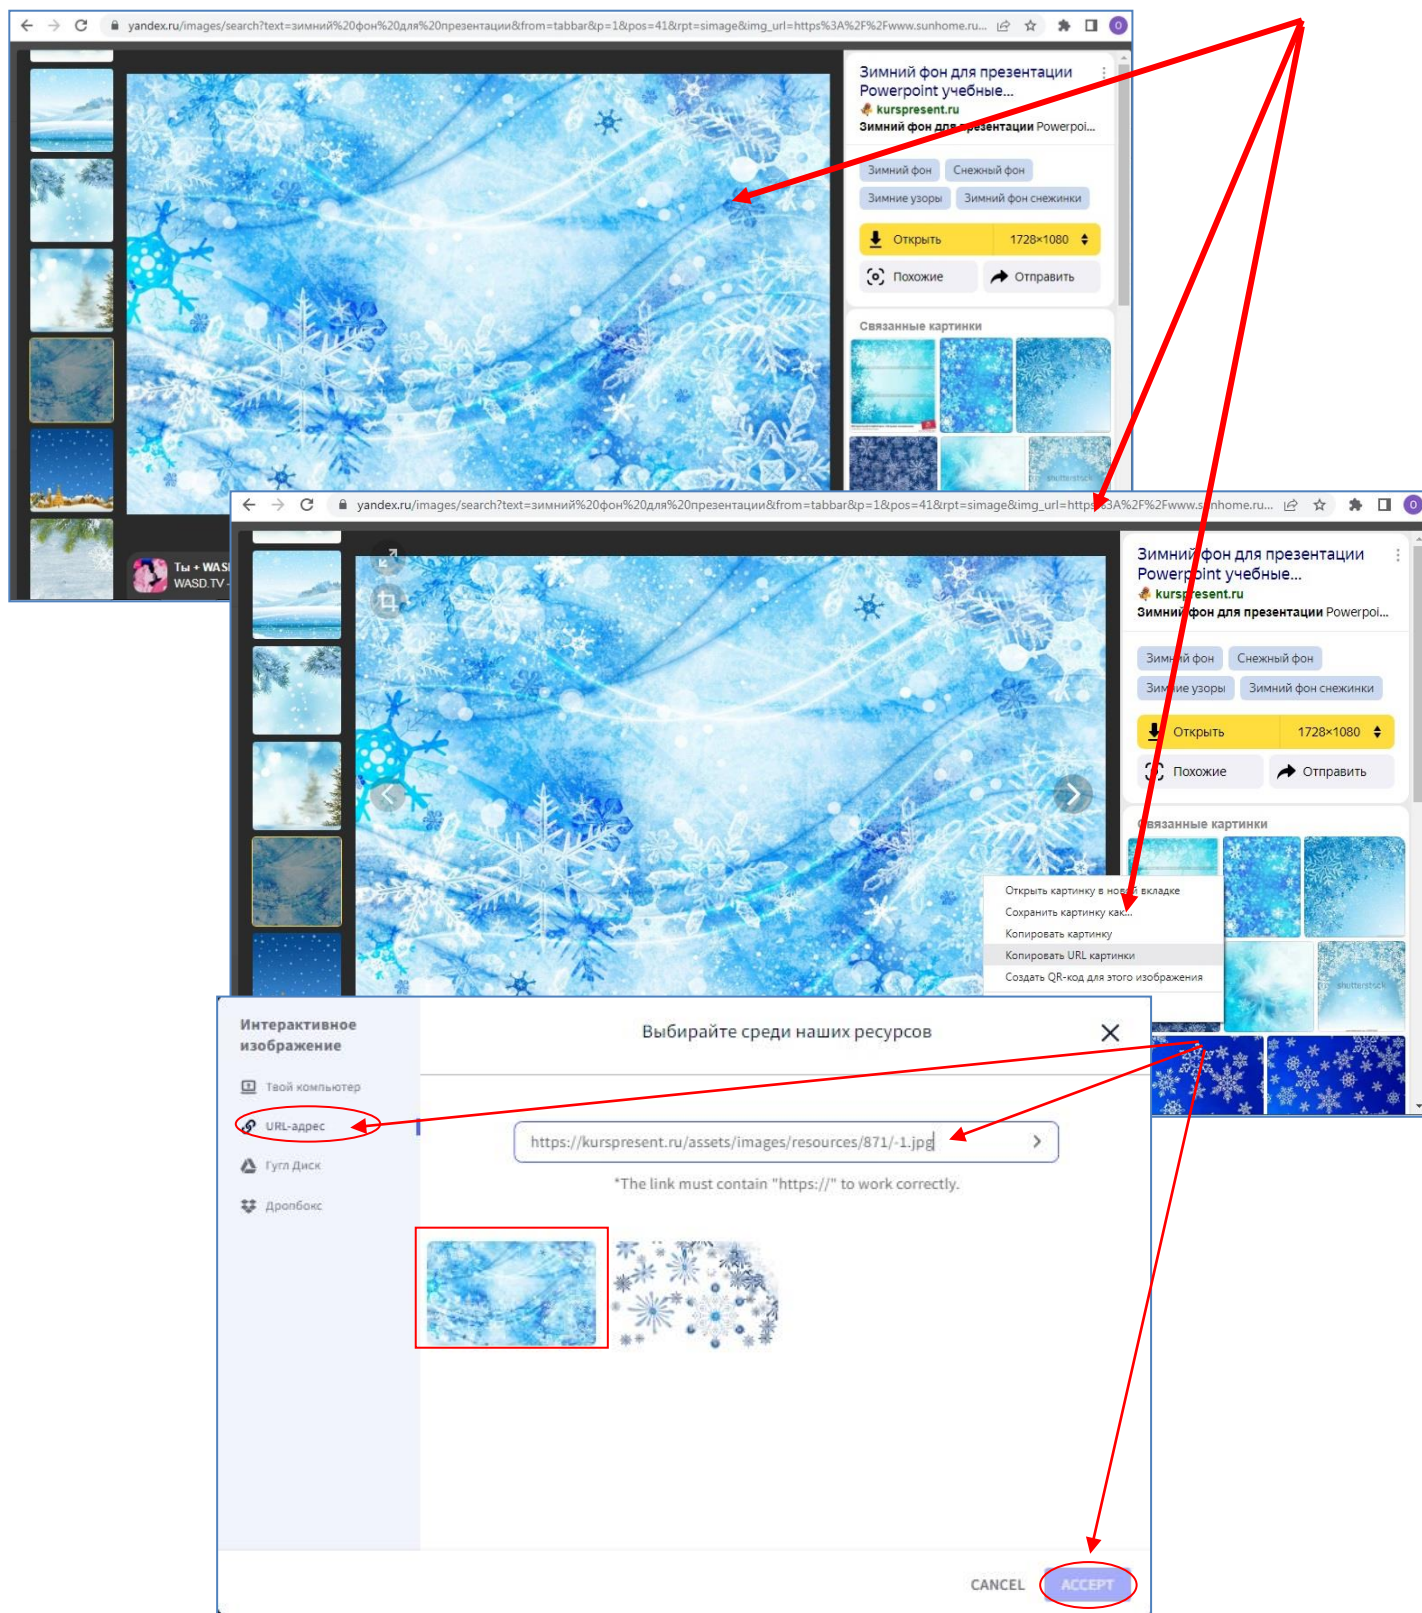 yandex.ru/images/search?text=зимний%20фон%20для%20презентации&from=tabbar&p=1&pos=41&rpt=simage&img_url=https%3A%2F%2Fwww.sunhome.ru...
Зимний фон для презентации
Powerpoint учебные...
kurspresent.ru
Зимний фон для презентации Powerpoi...
Зимний фон
Снежный фон
Зимние узоры
Зимний фон снежинки
Открыть
1728×1080
Похожие
Отправить
Связанные картинки
shutterstock
Ты + WASD
WASD.TV -
yandex.ru/images/search?text=зимний%20фон%20для%20презентации&from=tabbar&p=1&pos=41&rpt=simage&img_url=https%3A%2F%2Fwww.sunhome.ru...
Зимний фон для презентации
Powerpoint учебные...
kurspresent.ru
Зимний фон для презентации Powerpoi...
Зимний фон
Снежный фон
Зимние узоры
Зимний фон снежинки
Открыть
1728×1080
Похожие
Отправить
Связанные картинки
shutterstock
Открыть картинку в новой вкладке
Сохранить картинку как...
Копировать картинку
Копировать URL картинки
Создать QR-код для этого изображения
Интерактивное
изображение
Твой компьютер
URL-адрес
Гугл Диск
Дропбокс
Выбирайте среди наших ресурсов
https://kurspresent.ru/assets/images/resources/871/-1.jpg
*The link must contain "https://" to work correctly.
CANCEL
ACCEPT